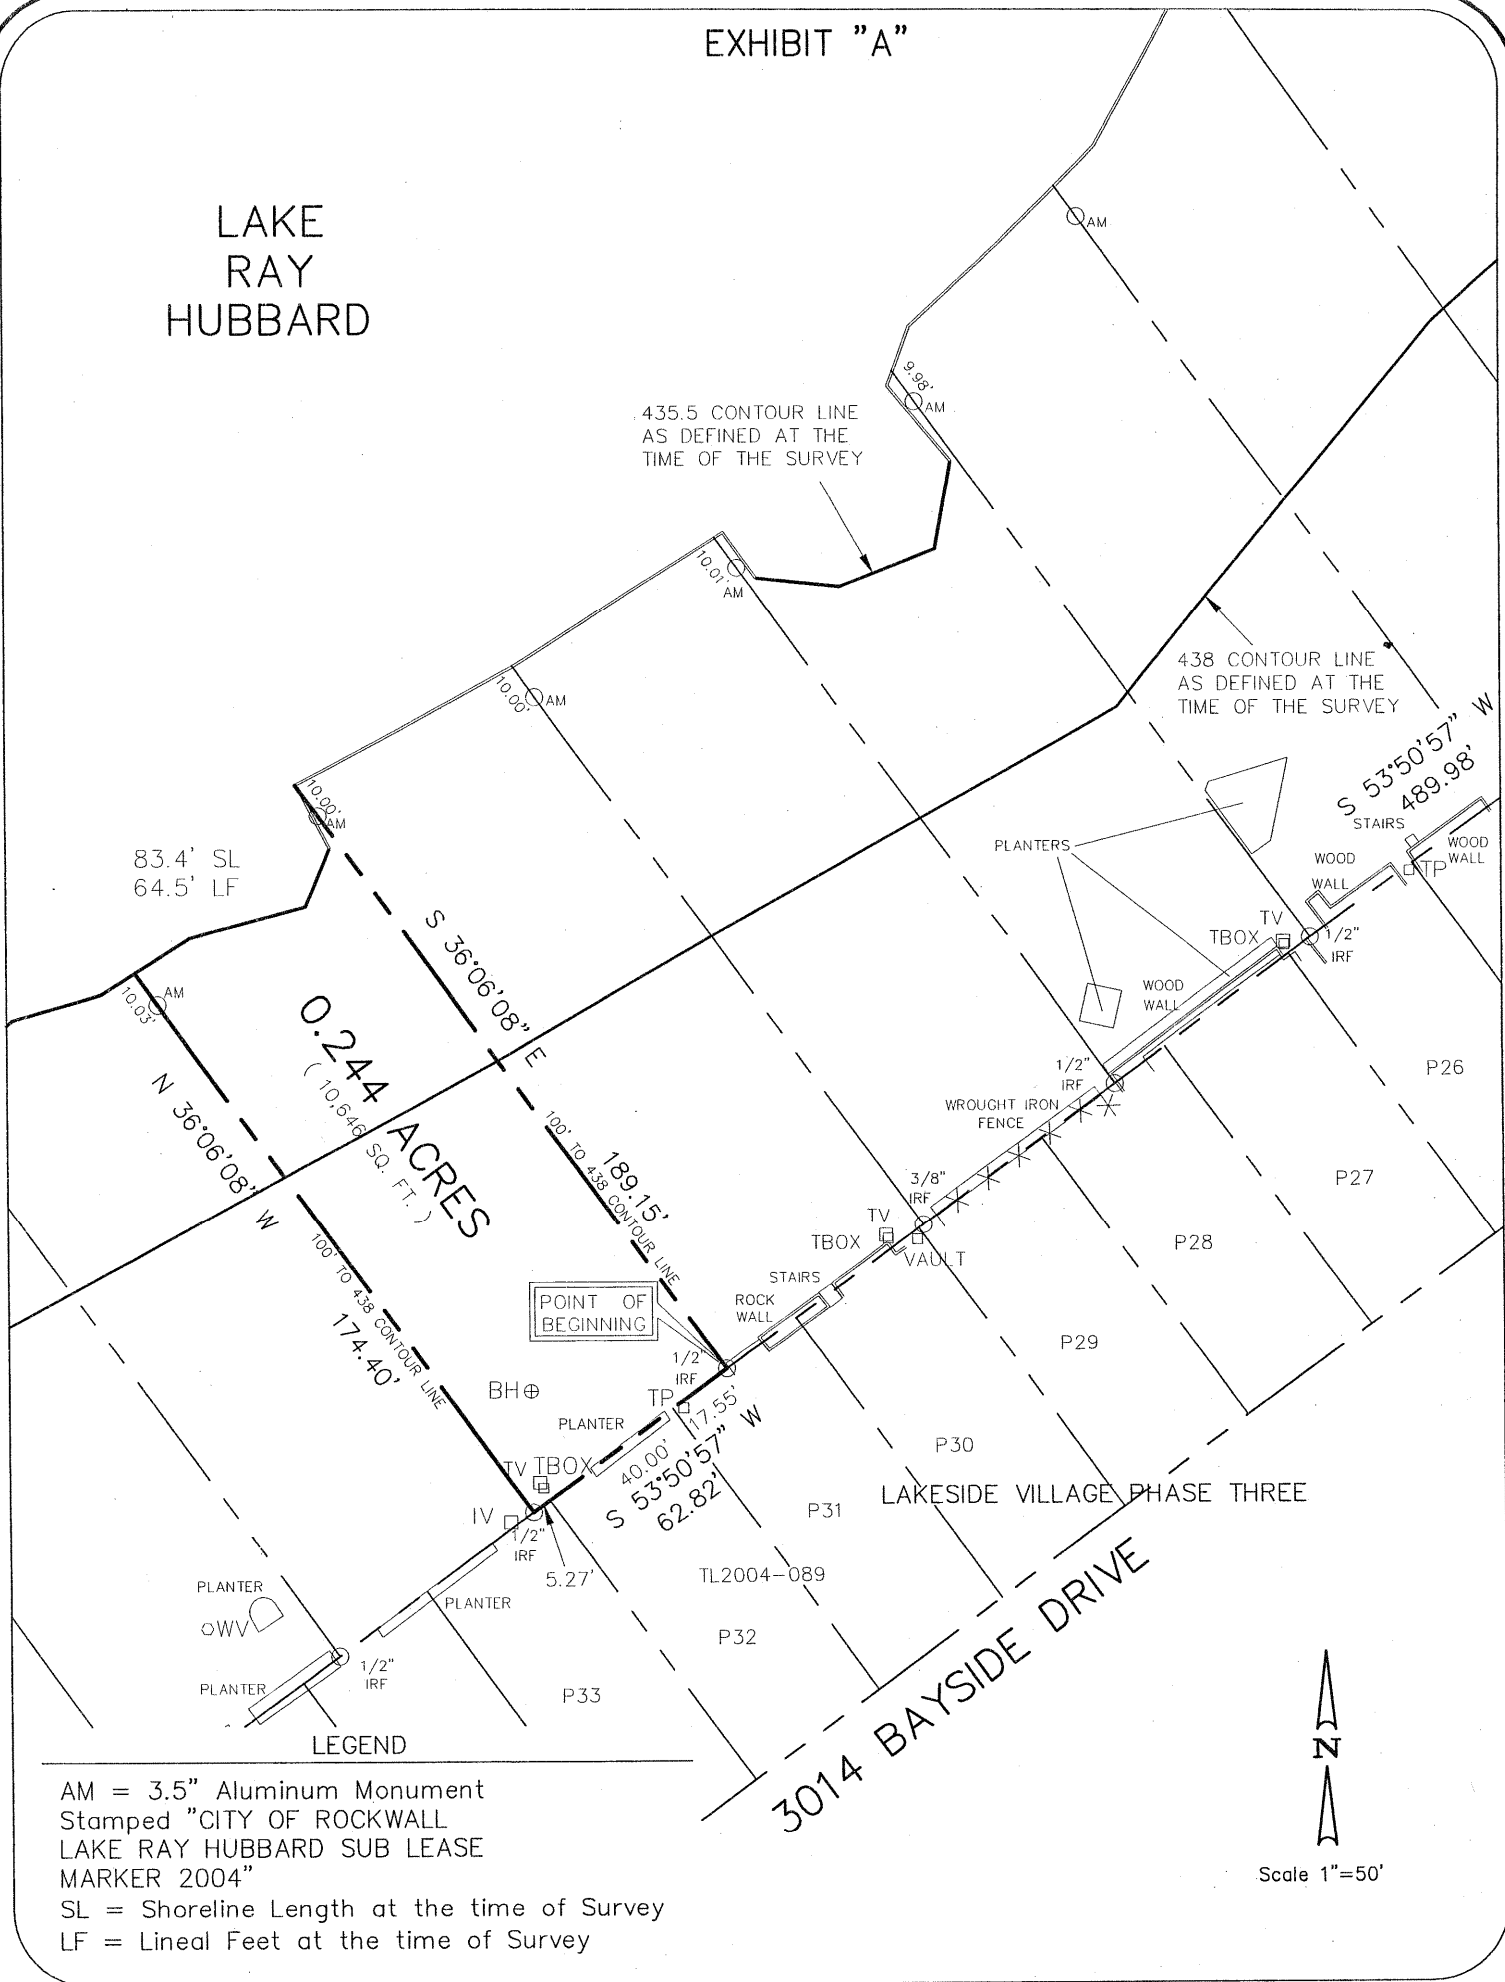 EXHIBIT "A"
LAKE
RAY
HUBBARD
AM
9.98'
AM
435.5 CONTOUR LINE
AS DEFINED AT THE
TIME OF THE SURVEY
10.01'
AM
438 CONTOUR LINE
AS DEFINED AT THE
TIME OF THE SURVEY
10.00'
AM
S 53°50'57" W
489.98'
10.00'
AM
83.4' SL
64.5' LF
STAIRS
WOOD
WALL
TP
WOOD
WALL
PLANTERS
TV
TBOX
1/2"
IRF
S 36°06'08" E
189.15'
100' TO 438 CONTOUR LINE
AM
10.03'
0.244 ACRES
( 10,646 SQ. FT. )
N 36°06'08" W
174.40'
100' TO 438 CONTOUR LINE
WOOD
WALL
1/2"
IRF
WROUGHT IRON
FENCE
P26
P27
3/8"
IRF
TV
TBOX
VAULT
P28
STAIRS
ROCK
WALL
POINT OF
BEGINNING
P29
1/2"
IRF
BH
TP
17.55'
PLANTER
40.00'
S 53°50'57" W
62.82'
P30
TV TBOX
LAKESIDE VILLAGE PHASE THREE
P31
IV
1/2"
IRF
5.27'
TL2004-089
PLANTER
PLANTER
WV
P32
1/2"
IRF
PLANTER
P33
3014 BAYSIDE DRIVE
LEGEND
AM = 3.5" Aluminum Monument
Stamped "CITY OF ROCKWALL
LAKE RAY HUBBARD SUB LEASE
MARKER 2004"
SL = Shoreline Length at the time of Survey
LF = Lineal Feet at the time of Survey
N
Scale 1"=50'